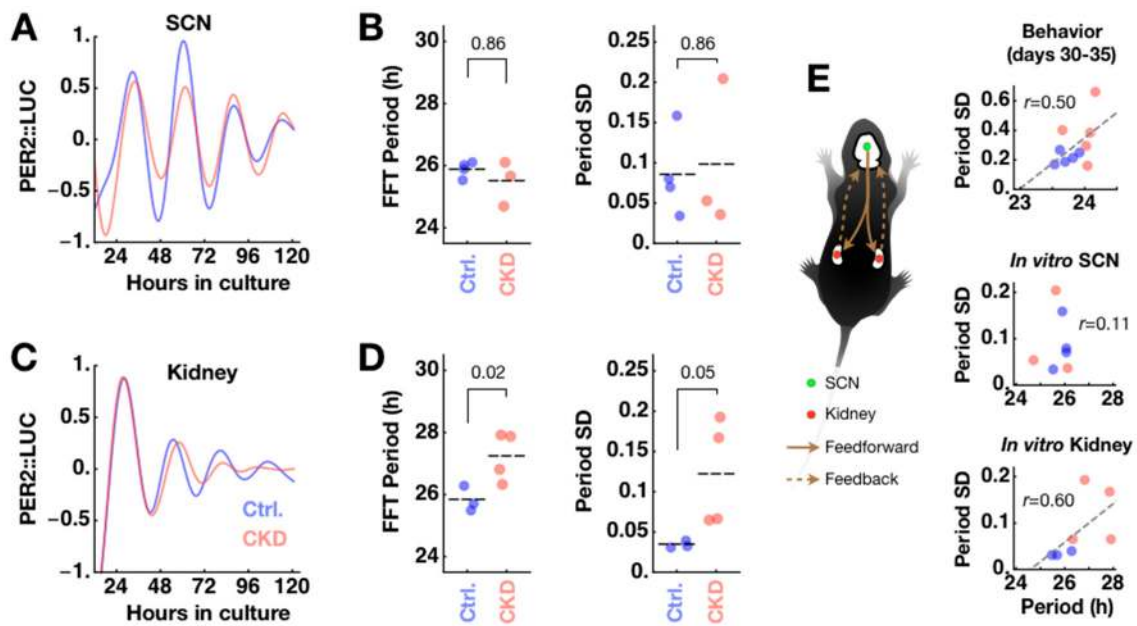 A
SCN
PER2::LUC
1.
0.5
0.
−0.5
−1.
24 48 72 96 120
Hours in culture
B
FFT Period (h)
30
28
26
24
0.86
Ctrl.
CKD
Period SD
0.25
0.2
0.15
0.1
0.05
0.
0.86
Ctrl.
CKD
C
Kidney
PER2::LUC
1.
0.5
0.
−0.5
−1.
Ctrl.
CKD
24 48 72 96 120
Hours in culture
D
FFT Period (h)
30
28
26
24
0.02
Ctrl.
CKD
Period SD
0.25
0.2
0.15
0.1
0.05
0.
0.05
Ctrl.
CKD
E
SCN
Kidney
Feedforward
Feedback
Behavior
(days 30-35)
Period SD
0.6
0.4
0.2
0.
r=0.50
23 24
In vitro SCN
Period SD
0.2
0.1
0.
r=0.11
24 26 28
In vitro Kidney
Period SD
0.2
0.1
0.
r=0.60
24 26 28
Period (h)